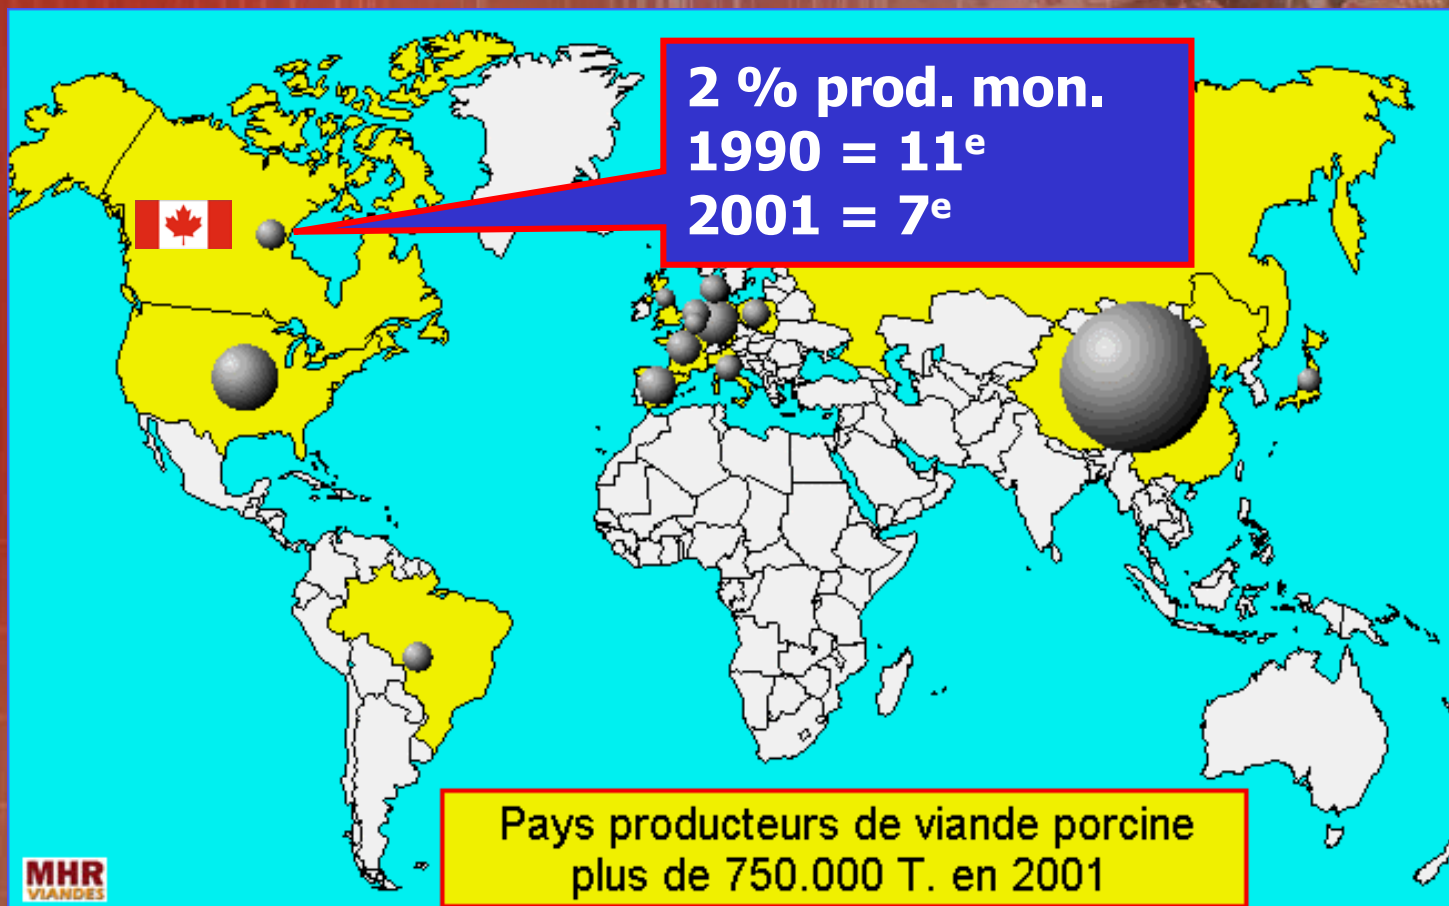 2 % prod. mon.
1990 = 11e
2001 = 7e
Pays producteurs de viande porcine
plus de 750.000 T. en 2001
MHR
VIANDES